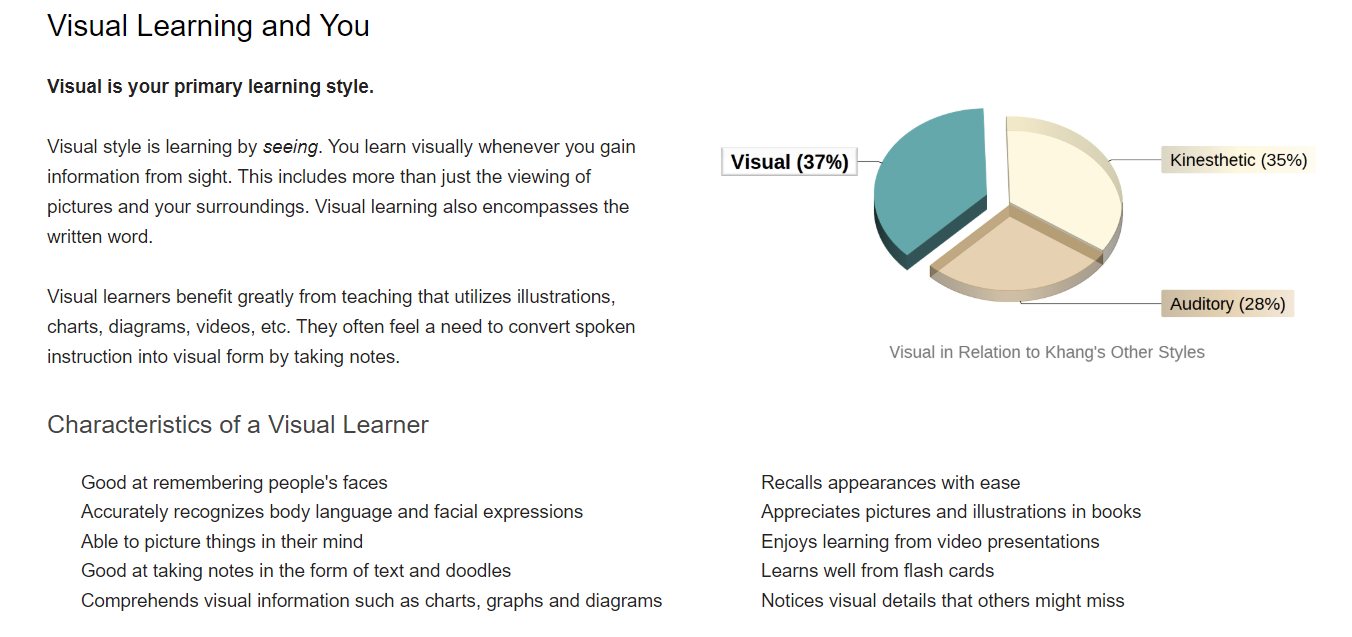 Visual Learning and You
Visual is your primary learning style.
Visual style is learning by seeing. You learn visually whenever you gain
information from sight. This includes more than just the viewing of
pictures and your surroundings. Visual learning also encompasses the
written word.
Visual learners benefit greatly from teaching that utilizes illustrations,
charts, diagrams, videos, etc. They often feel a need to convert spoken
instruction into visual form by taking notes.
Visual (37%)
Kinesthetic (35%)
Auditory (28%)
Visual in Relation to Khang's Other Styles
Characteristics of a Visual Learner
Good at remembering people's faces
Accurately recognizes body language and facial expressions
Able to picture things in their mind
Good at taking notes in the form of text and doodles
Comprehends visual information such as charts, graphs and diagrams
Recalls appearances with ease
Appreciates pictures and illustrations in books
Enjoys learning from video presentations
Learns well from flash cards
Notices visual details that others might miss